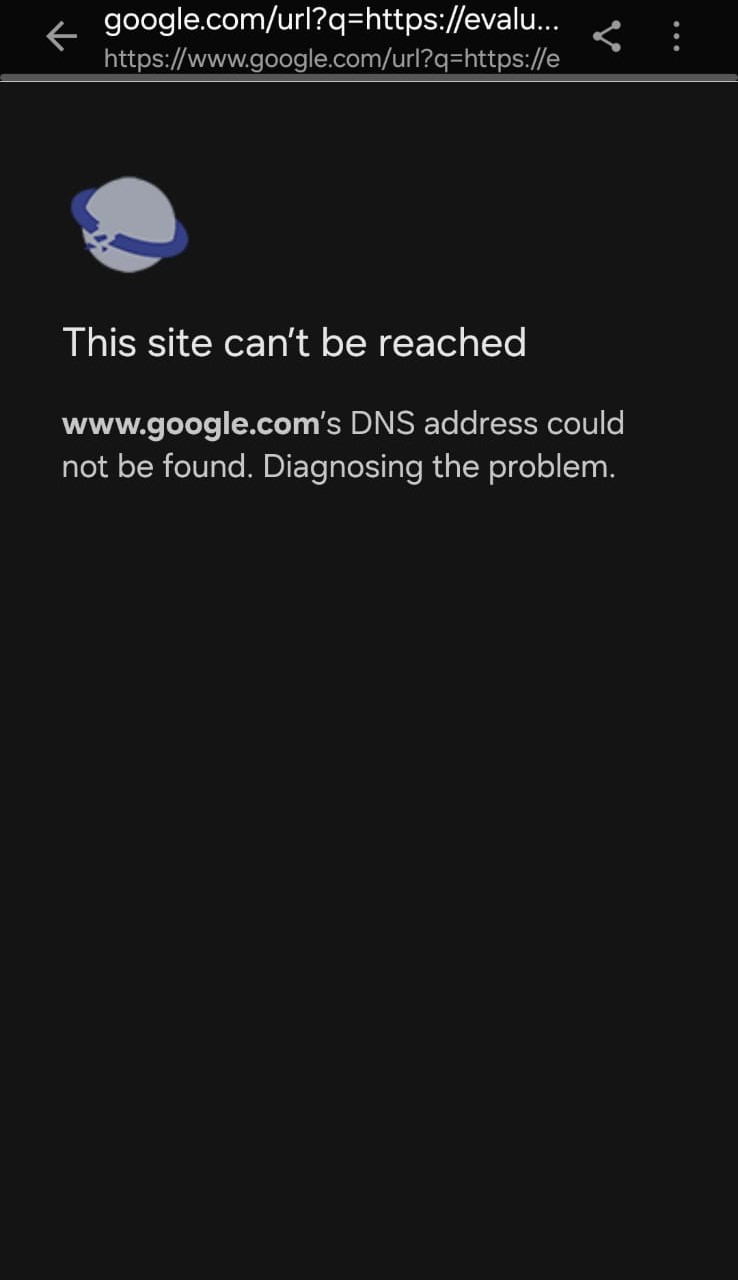 google.com/url?q=https://evalu...
https://www.google.com/url?q=https://e
This site can’t be reached
www.google.com’s DNS address could
not be found. Diagnosing the problem.